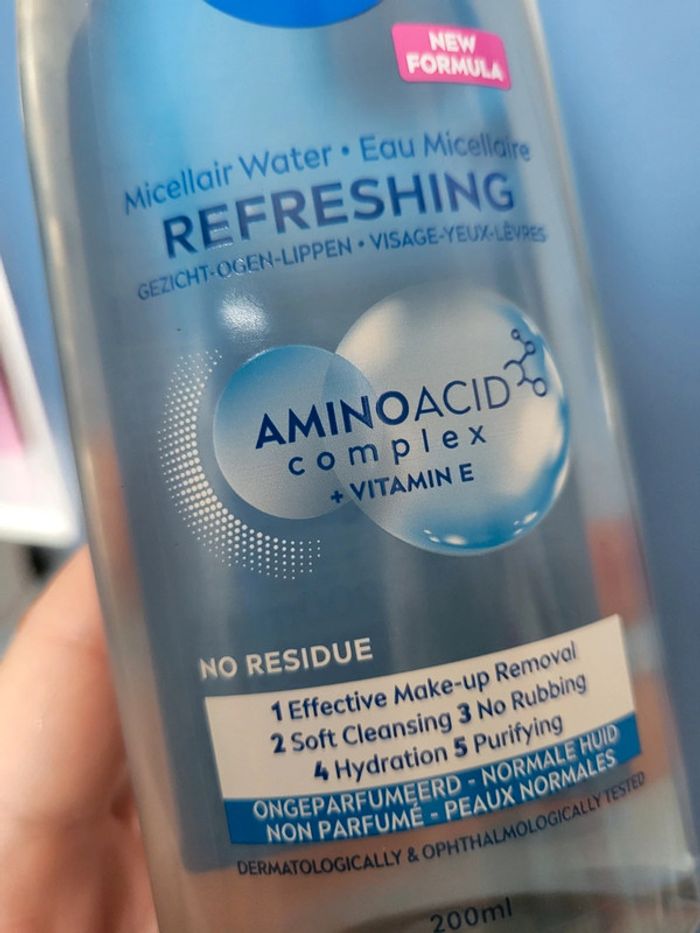 NEW
FORMULA
Micellair Water • Eau Micellaire
REFRESHING
GEZICHT-OGEN-LIPPEN • VISAGE-YEUX-LÈVRES
AMINOACID
complex
+ VITAMIN E
NO RESIDUE
1 Effective Make-up Removal
2 Soft Cleansing 3 No Rubbing
4 Hydration 5 Purifying
ONGEPARFUMEERD - NORMALE HUID
NON PARFUMÉ - PEAUX NORMALES
DERMATOLOGICALLY & OPHTHALMOLOGICALLY TESTED
200ml